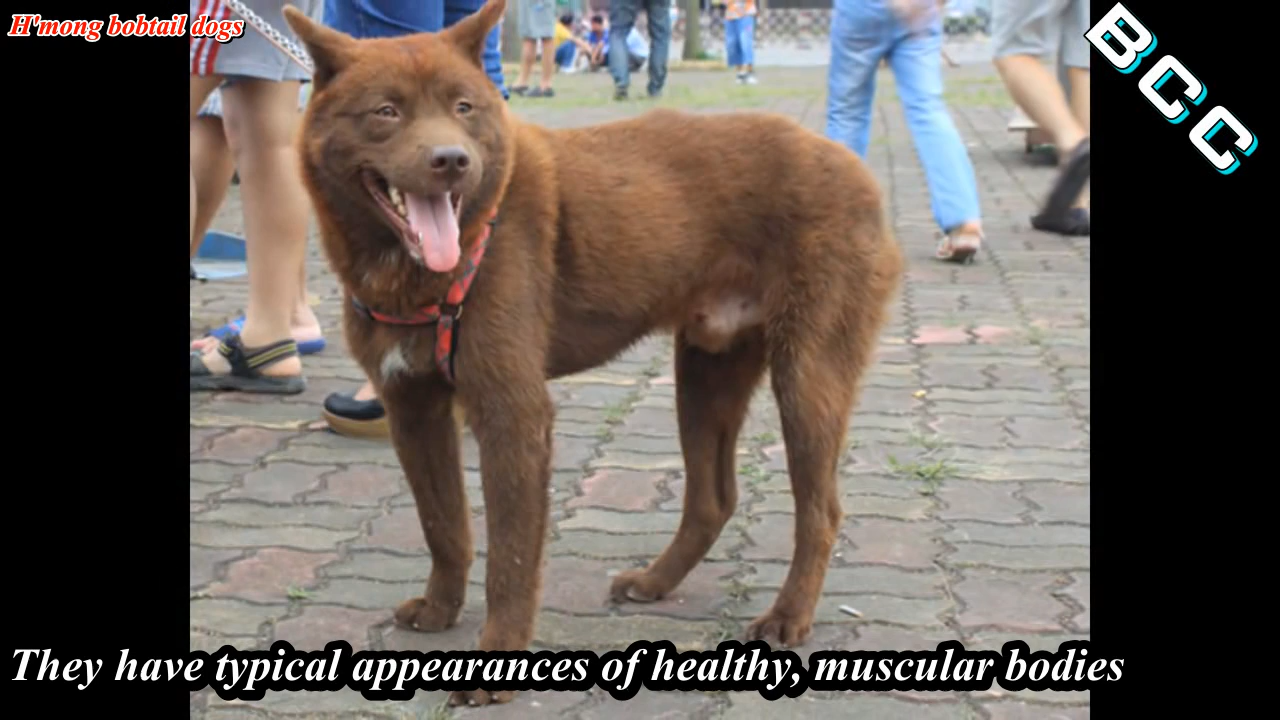 H'mong bobtail dogs
BCC
They have typical appearances of healthy, muscular bodies